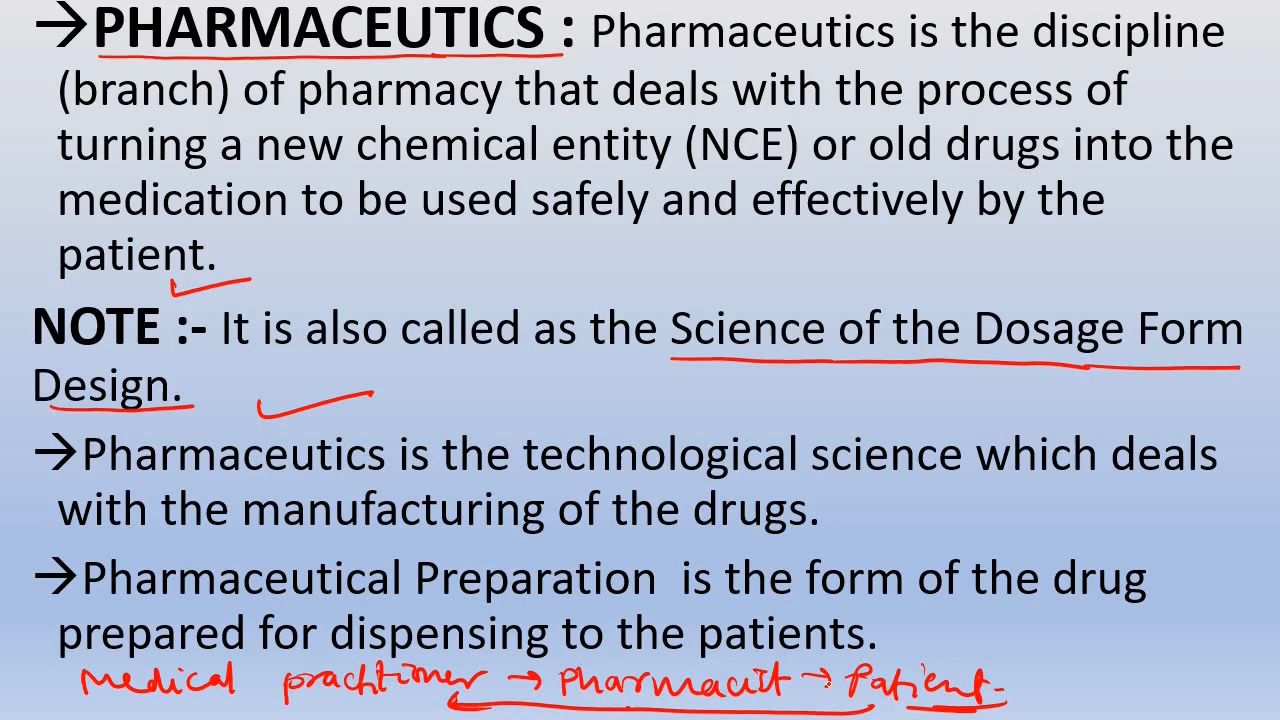 →PHARMACEUTICS : Pharmaceutics is the discipline
(branch) of pharmacy that deals with the process of
turning a new chemical entity (NCE) or old drugs into the
medication to be used safely and effectively by the
patient.
NOTE :- It is also called as the Science of the Dosage Form
Design.
→Pharmaceutics is the technological science which deals
with the manufacturing of the drugs.
→Pharmaceutical Preparation is the form of the drug
prepared for dispensing to the patients.
Medical practitioner → Pharmacist → Patient